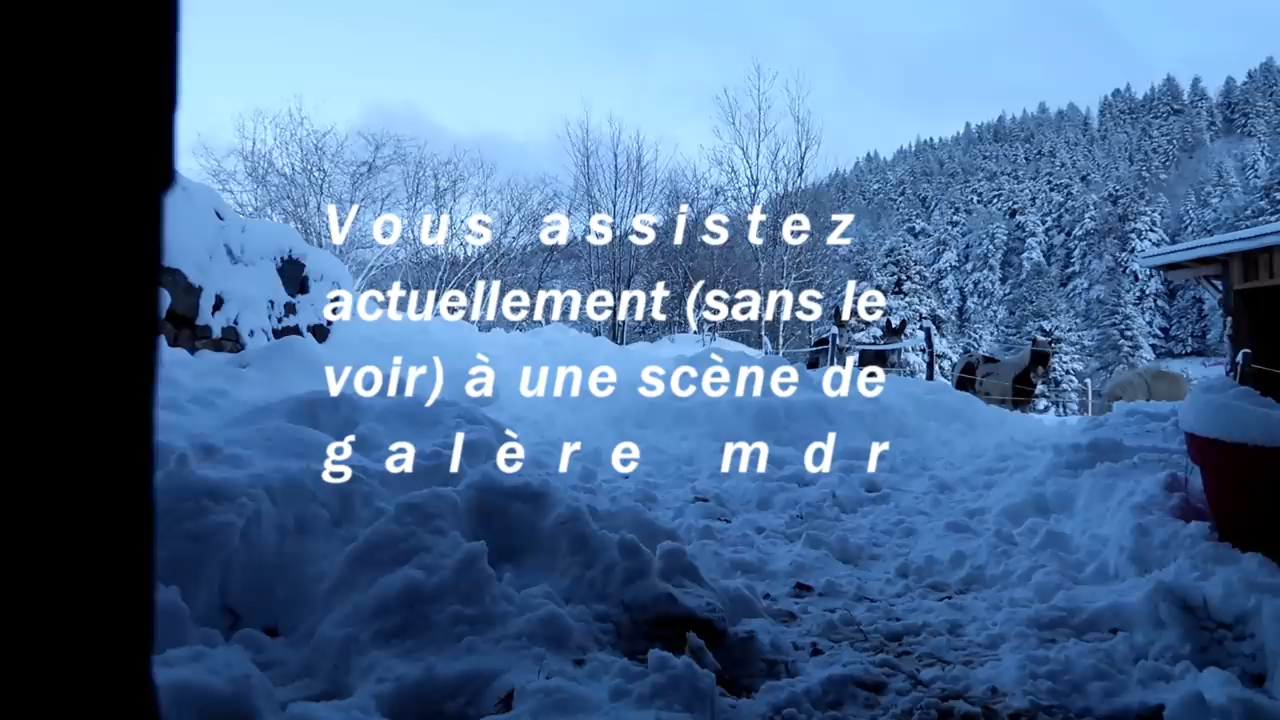 Vous assistez
actuellement (sans le
voir) à une scène de
galère mdr